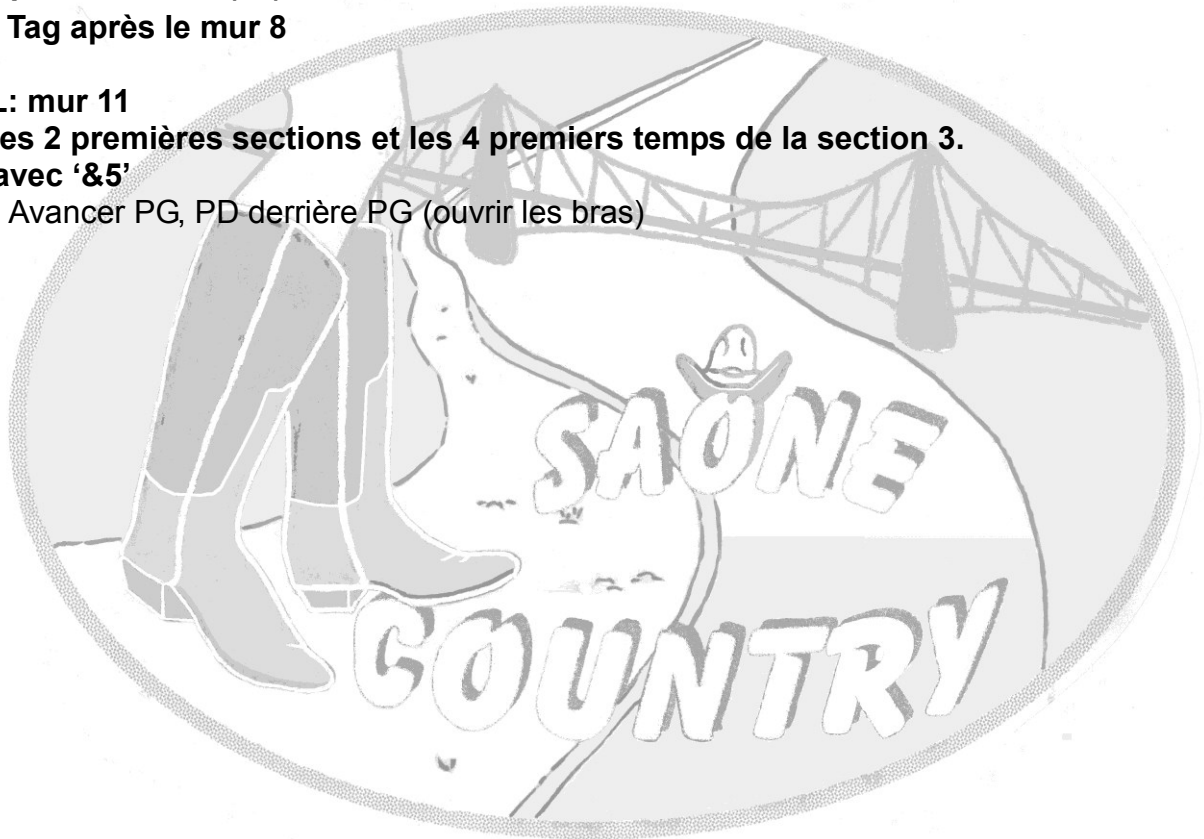 Tag après le mur 8
L: mur 11
es 2 premières sections et les 4 premiers temps de la section 3.
avec ‘&5’
Avancer PG, PD derrière PG (ouvrir les bras)
SAÔNE
COUNTRY